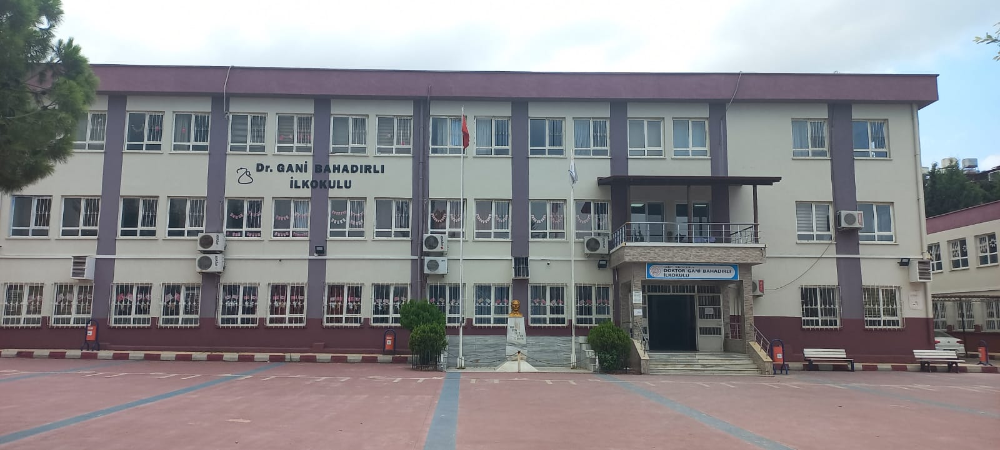 Dr. GANİ BAHADIRLI
İLKOKULU
DOKTOR GANİ BAHADIRLI
İLKOKULU